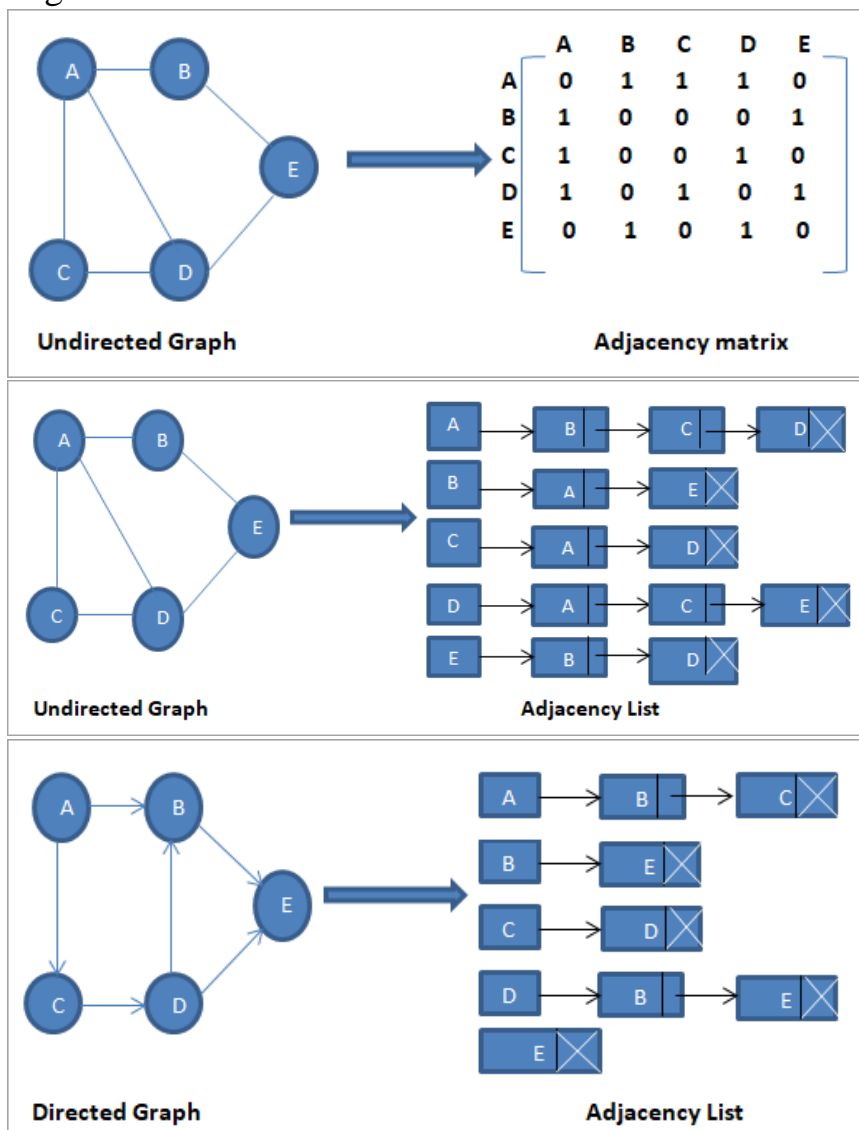 A B C D E
A B A 0 1 1 1 0
B 1 0 0 0 1
E C 1 0 0 1 0
D 1 0 1 0 1
C D E 0 1 0 1 0
Undirected Graph Adjacency matrix
A B A B C D
B A E
E C A D
C D D A C E
E B D
Undirected Graph Adjacency List
A B A B C
B E
E C D
C D D B E
E
Directed Graph Adjacency List